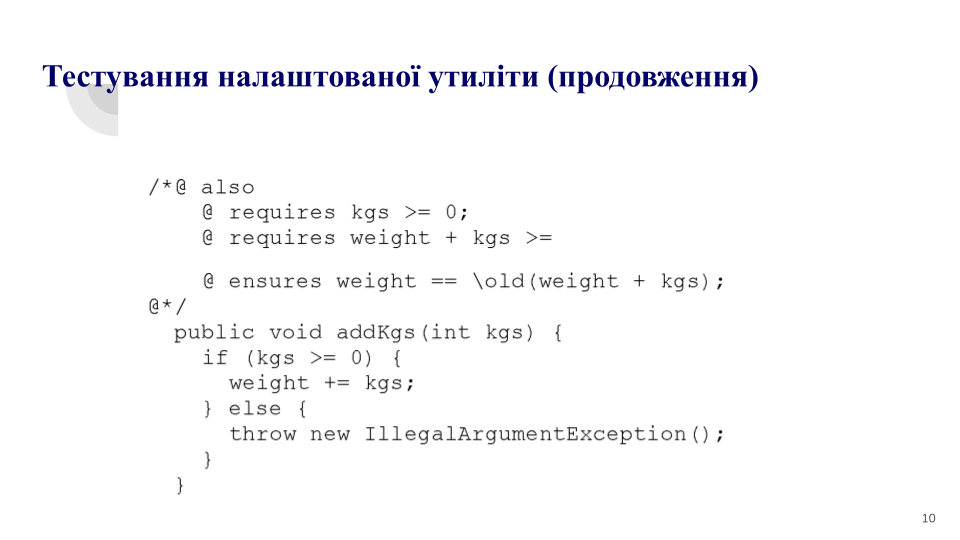 Тестування налаштованої утиліти (продовження)
/*@ also
@ requires kgs >= 0;
@ requires weight + kgs >=
@ ensures weight == \old(weight + kgs);
@*/
public void addKgs(int kgs) {
if (kgs >= 0) {
weight += kgs;
} else {
throw new IllegalArgumentException();
}
}
10